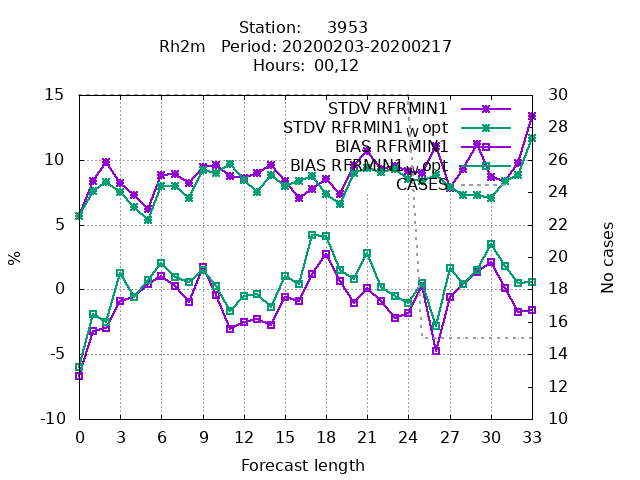 Station: 3953
Rh2m Period: 20200203-20200217
Hours: 00,12
STDV RFRMIN1
STDV RFRMIN1_w_opt
BIAS RFRMIN1
BIAS RFRMIN1_w_opt
CASES
%
15
10
5
0
-5
-10
No cases
30
28
26
24
22
20
18
16
14
12
10
0 3 6 9 12 15 18 21 24 27 30 33
Forecast length